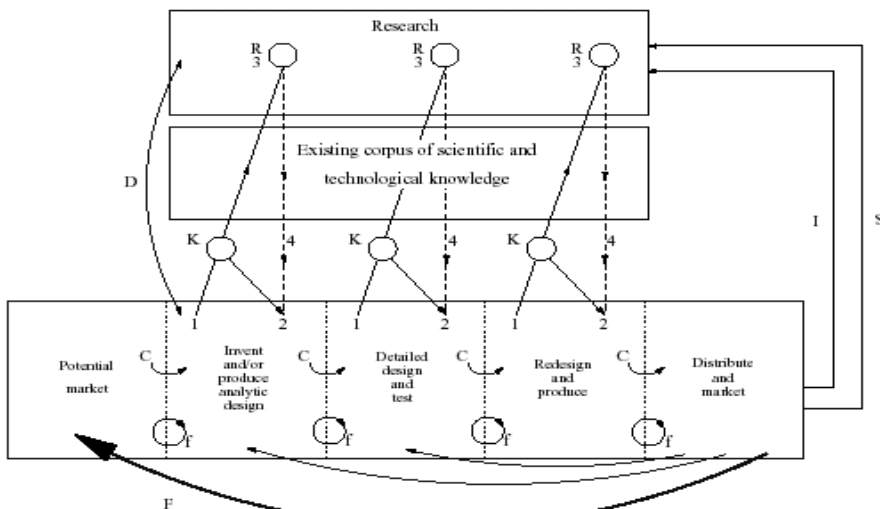 Research
R
3
R
3
R
3
Existing corpus of scientific and
technological knowledge
D
I
S
K
4
K
4
K
4
1
2
1
2
1
2
Potential
market
C
Invent
and/or
produce
analytic
design
C
Detailed
design
and
test
C
Redesign
and
produce
C
Distribute
and
market
f
f
f
f
F